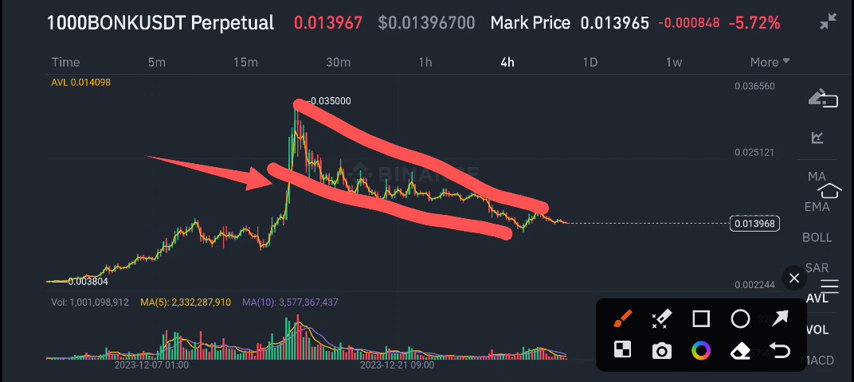 1000BONKUSDT Perpetual 0.013967 $0.01396700 Mark Price 0.013965 -0.000848 -5.72%
Time 5m 15m 30m 1h 4h 1D 1w More
AVL 0.014098
0.036560
0.035000
0.025121
BINANCE
MA
EMA
0.013968
BOLL
0.003804
0.002244
SAR
AVL
Vol: 1,001,098,912 MA(5): 2,332,287,910 MA(10): 3,577,367,437
VOL
MACD
2023-12-07 01:00 2023-12-21 09:00